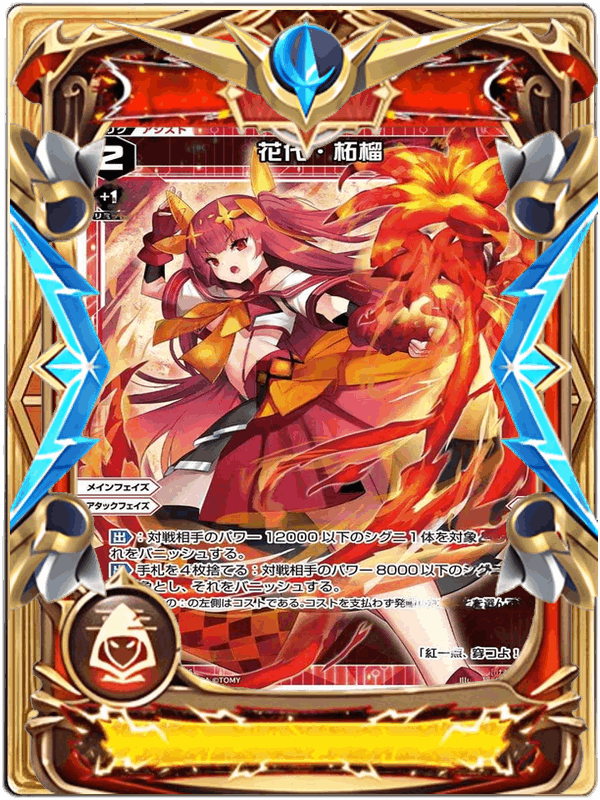 アシスト
花代・柘榴
2
+1
メインフェイズ
アタックフェイズ
出：対戦相手のパワー12000以下のシグニ1体を対象と
れをバニッシュする。
出 手札を4枚捨てる：対戦相手のパワー8000以下のシグニ
象とし、それをバニッシュする。
の：の左側はコストである。コストを支払わず発
「紅一点、参つよ！
©TOMY